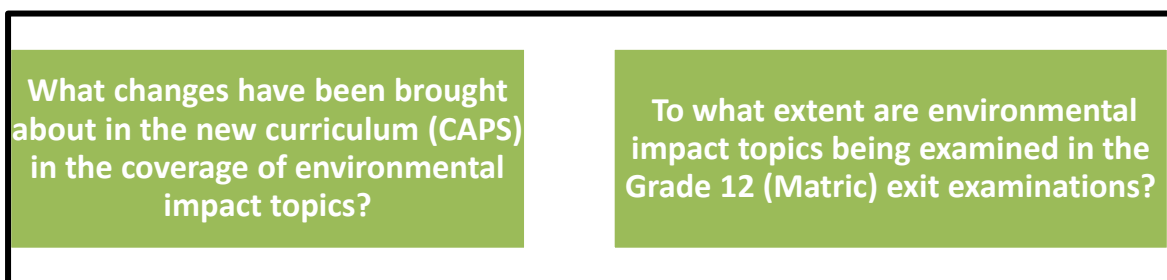 What changes have been brought
about in the new curriculum (CAPS)
in the coverage of environmental
impact topics?
To what extent are environmental
impact topics being examined in the
Grade 12 (Matric) exit examinations?